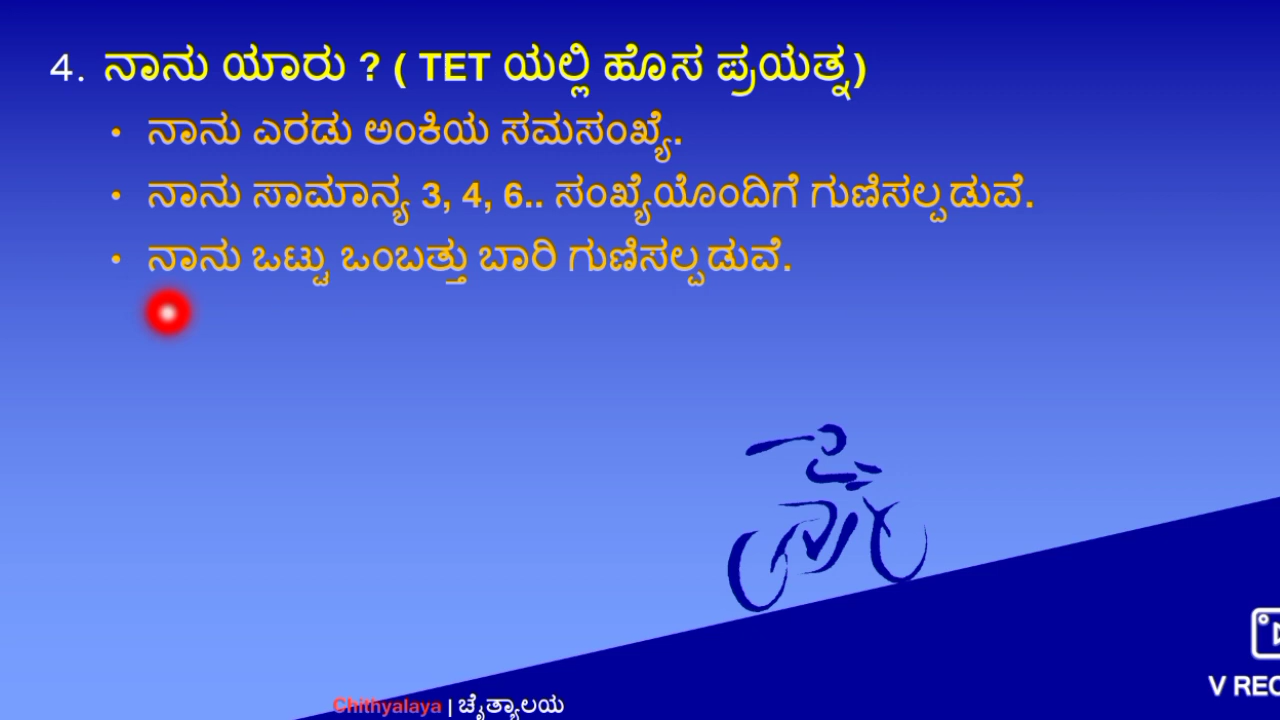 4. ನಾನು ಯಾರು ? ( TET ಯಲ್ಲಿ ಹೊಸ ಪ್ರಯತ್ನ)
• ನಾನು ಎರಡು ಅಂಕಿಯ ಸಮಸಂಖ್ಯೆ.
• ನಾನು ಸಾಮಾನ್ಯ 3, 4, 6.. ಸಂಖ್ಯೆಯೊಂದಿಗೆ ಗುಣಿಸಲ್ಪಡುವೆ.
• ನಾನು ಒಟ್ಟು ಒಂಬತ್ತು ಬಾರಿ ಗುಣಿಸಲ್ಪಡುವೆ.
V REC
Chithyalaya | ಚೈತ್ಯಾಲಯ